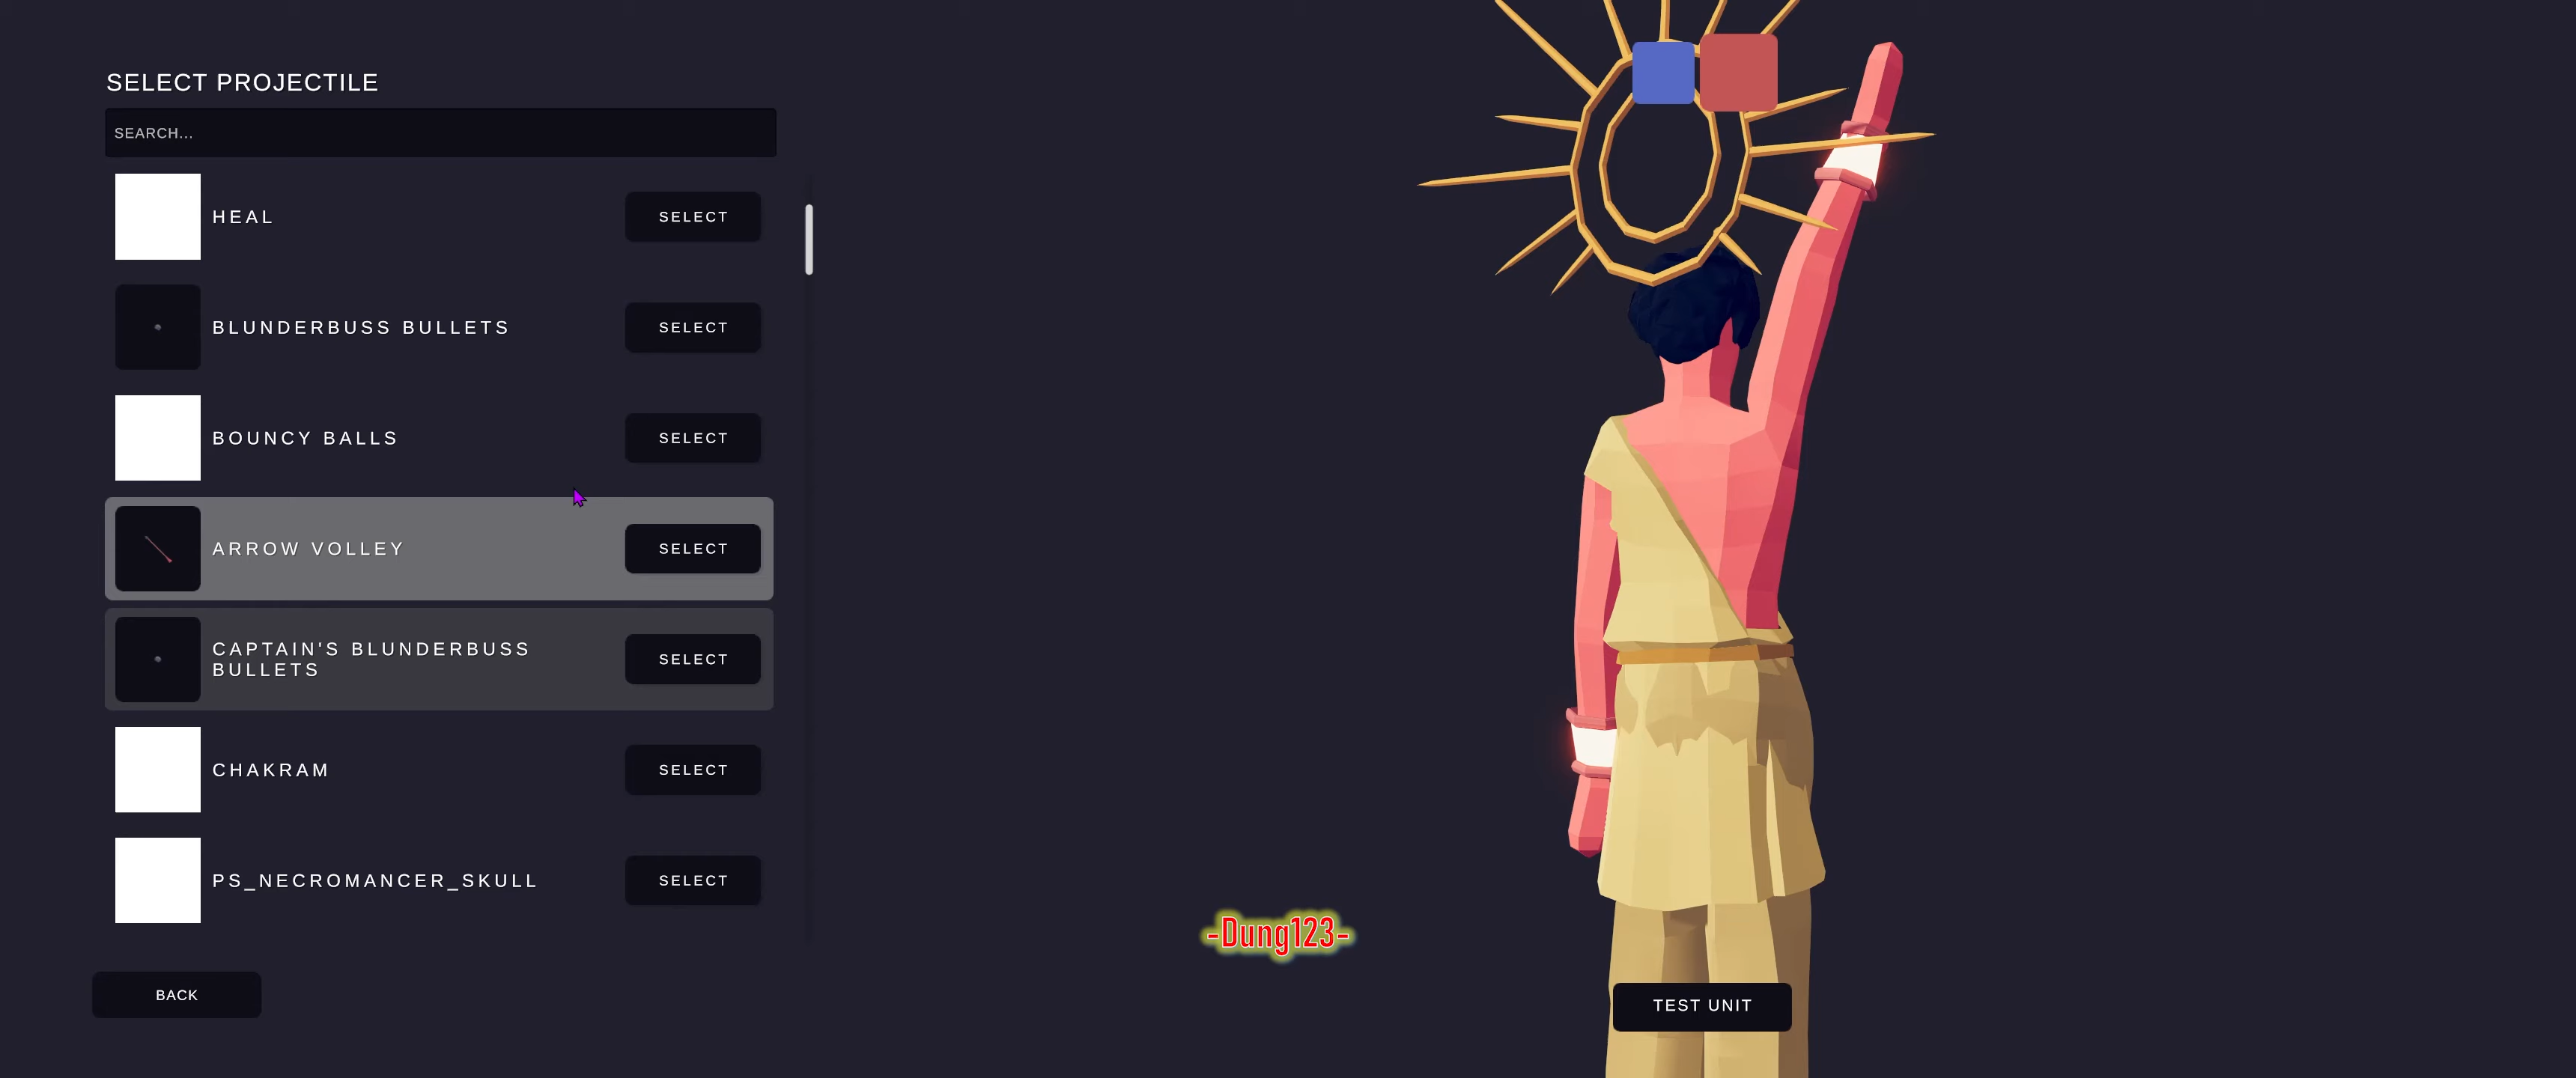 SELECT PROJECTILE
SEARCH...
HEAL
SELECT
BLUNDERBUSS BULLETS
SELECT
BOUNCY BALLS
SELECT
ARROW VOLLEY
SELECT
CAPTAIN'S BLUNDERBUSS
BULLETS
SELECT
CHAKRAM
SELECT
PS_NECROMANCER_SKULL
SELECT
-Dung123-
BACK
TEST UNIT